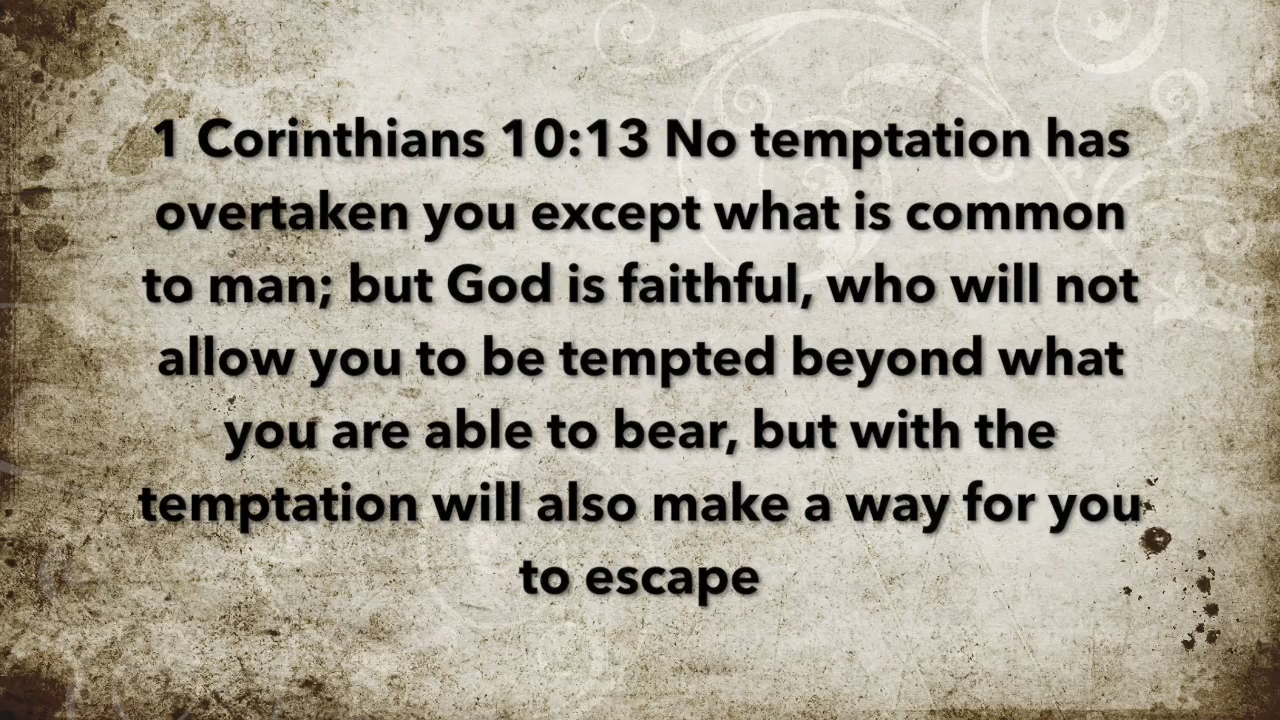 1 Corinthians 10:13 No temptation has
overtaken you except what is common
to man; but God is faithful, who will not
allow you to be tempted beyond what
you are able to bear, but with the
temptation will also make a way for you
to escape